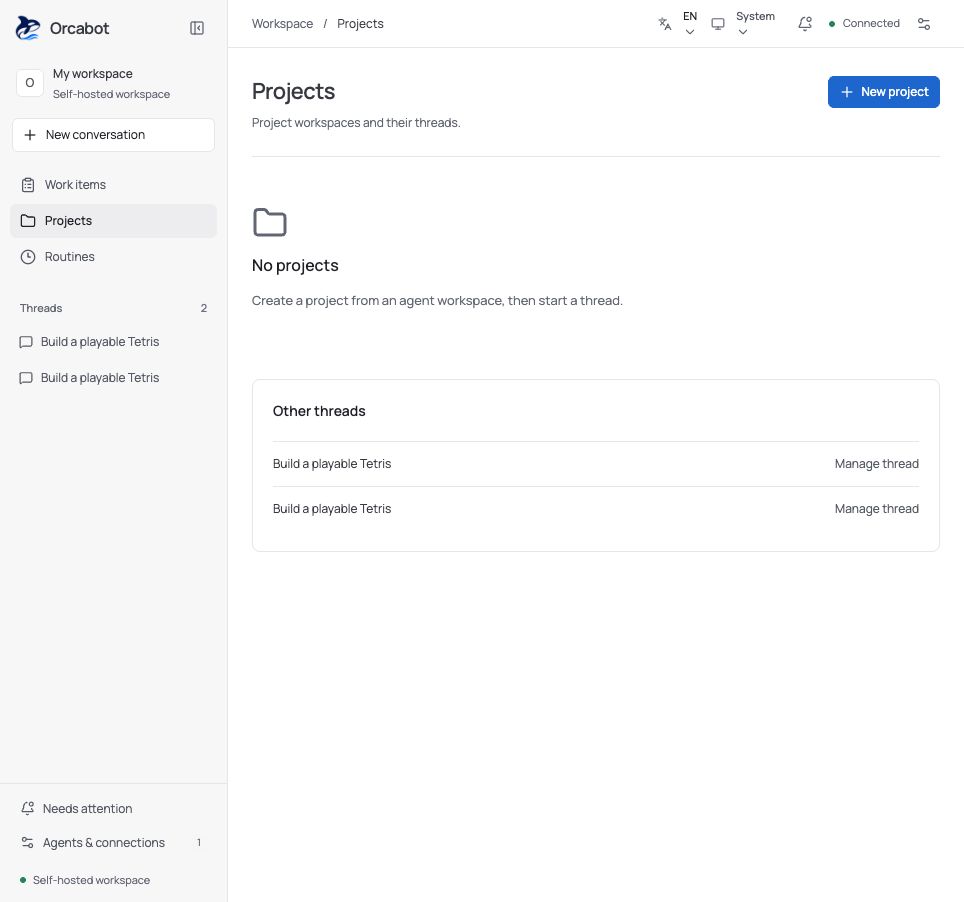 Orcabot
O
My workspace
Self-hosted workspace
New conversation
Work items
Projects
Routines
Threads 2
Build a playable Tetris
Build a playable Tetris
Needs attention
Agents & connections 1
Self-hosted workspace
Workspace / Projects
EN
System
Connected
Projects
New project
Project workspaces and their threads.
No projects
Create a project from an agent workspace, then start a thread.
Other threads
Build a playable Tetris Manage thread
Build a playable Tetris Manage thread